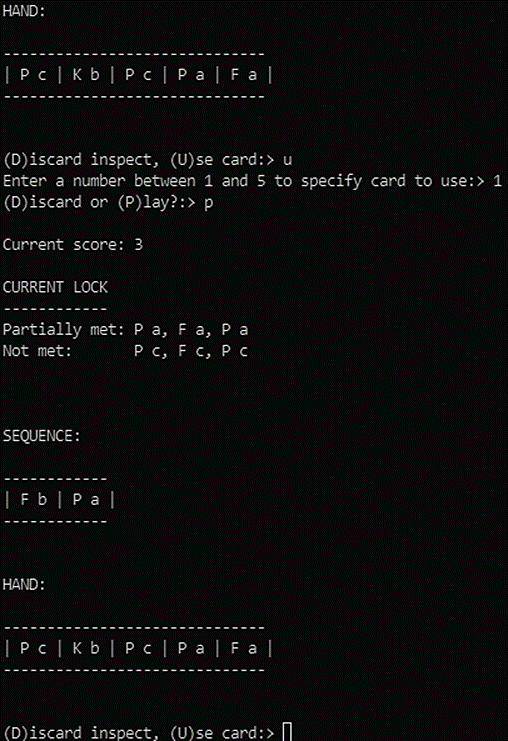 HAND:
------------------------------
| P c | K b | P c | P a | F a |
------------------------------
(D)iscard inspect, (U)se card:> u
Enter a number between 1 and 5 to specify card to use:> 1
(D)iscard or (P)lay?:> p
Current score: 3
CURRENT LOCK
------------
Partially met: P a, F a, P a
Not met:       P c, F c, P c
SEQUENCE:
------------
| F b | P a |
------------
HAND:
------------------------------
| P c | K b | P c | P a | F a |
------------------------------
(D)iscard inspect, (U)se card:>